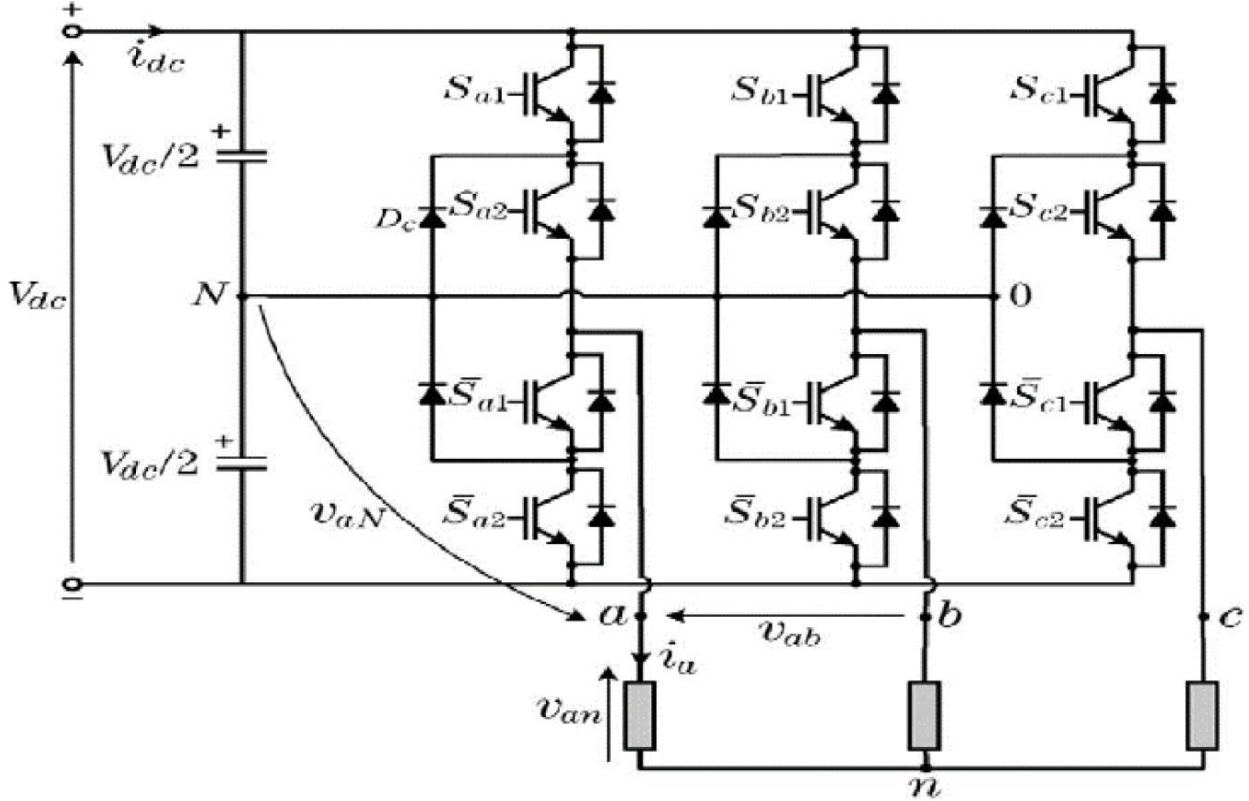 +
i_dc
S_a1
S_b1
S_c1
+
V_dc/2
D_c
S_a2
S_b2
S_c2
V_dc
N
0
S̄_a1
S̄_b1
S̄_c1
+
V_dc/2
v_aN
S̄_a2
S̄_b2
S̄_c2
=
a
v_ab
b
c
i_a
v_an
n